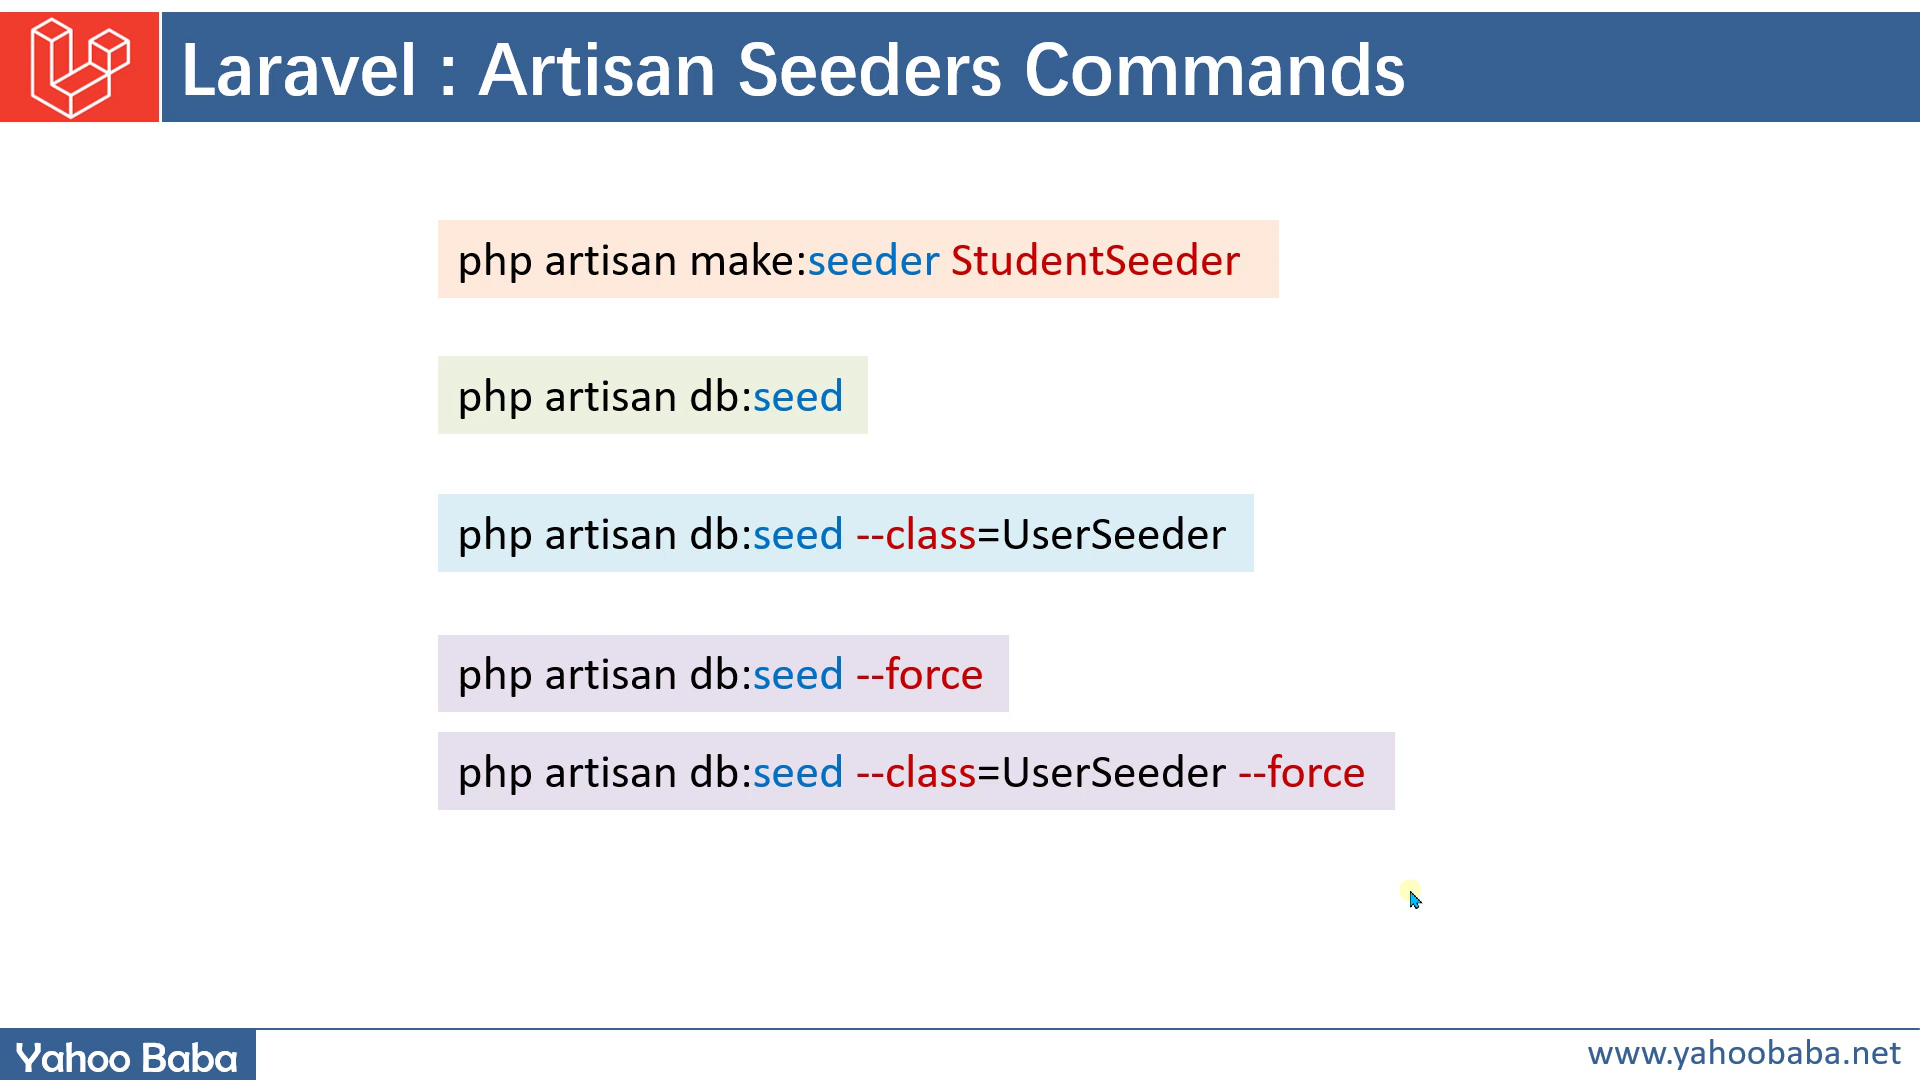 Laravel : Artisan Seeders Commands
php artisan make:seeder StudentSeeder
php artisan db:seed
php artisan db:seed --class=UserSeeder
php artisan db:seed --force
php artisan db:seed --class=UserSeeder --force
Yahoo Baba
www.yahoobaba.net